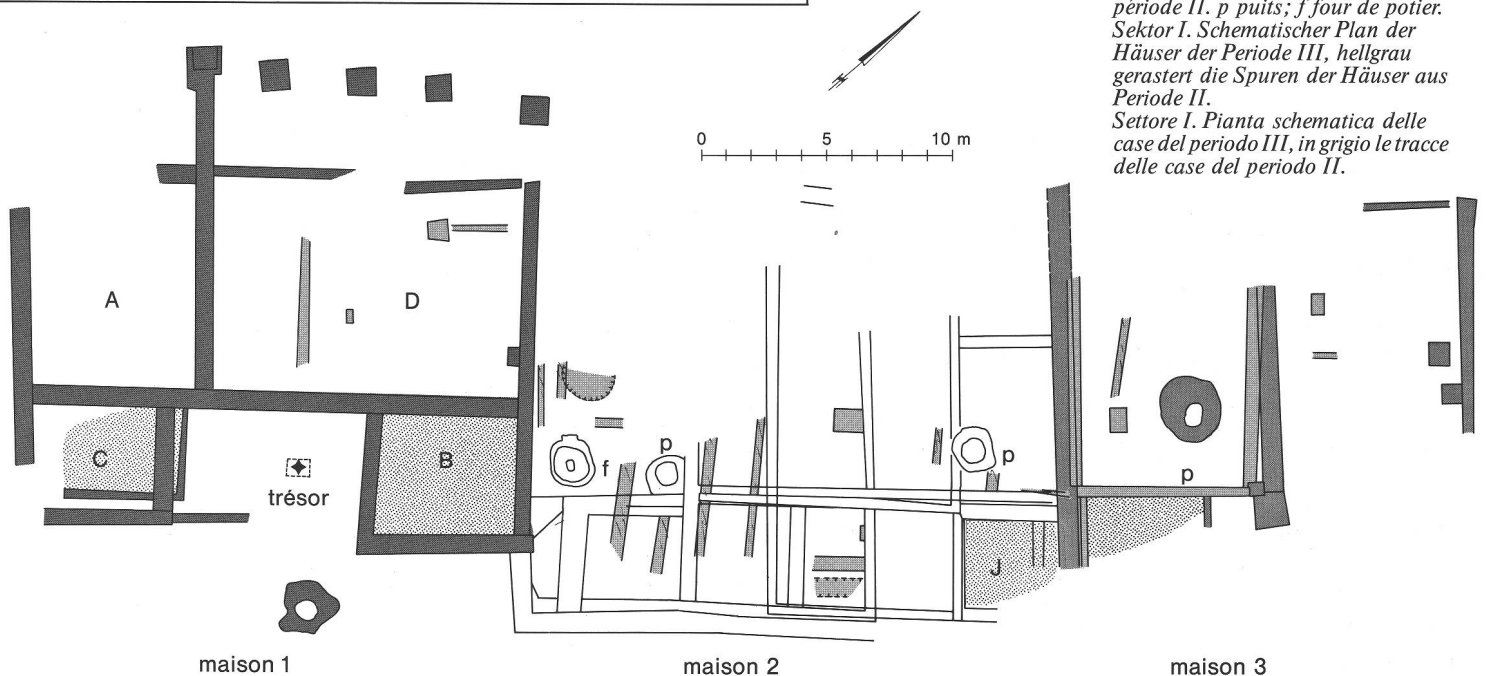 période II. p puits; f four de potier.
Sektor I. Schematischer Plan der
Häuser der Periode III, hellgrau
gerastert die Spuren der Häuser aus
Periode II.
Settore I. Pianta schematica delle
case del periodo III, in grigio le tracce
delle case del periodo II.
0 5 10 m
A
D
C
B
trésor
f
p
p
p
J
maison 1
maison 2
maison 3